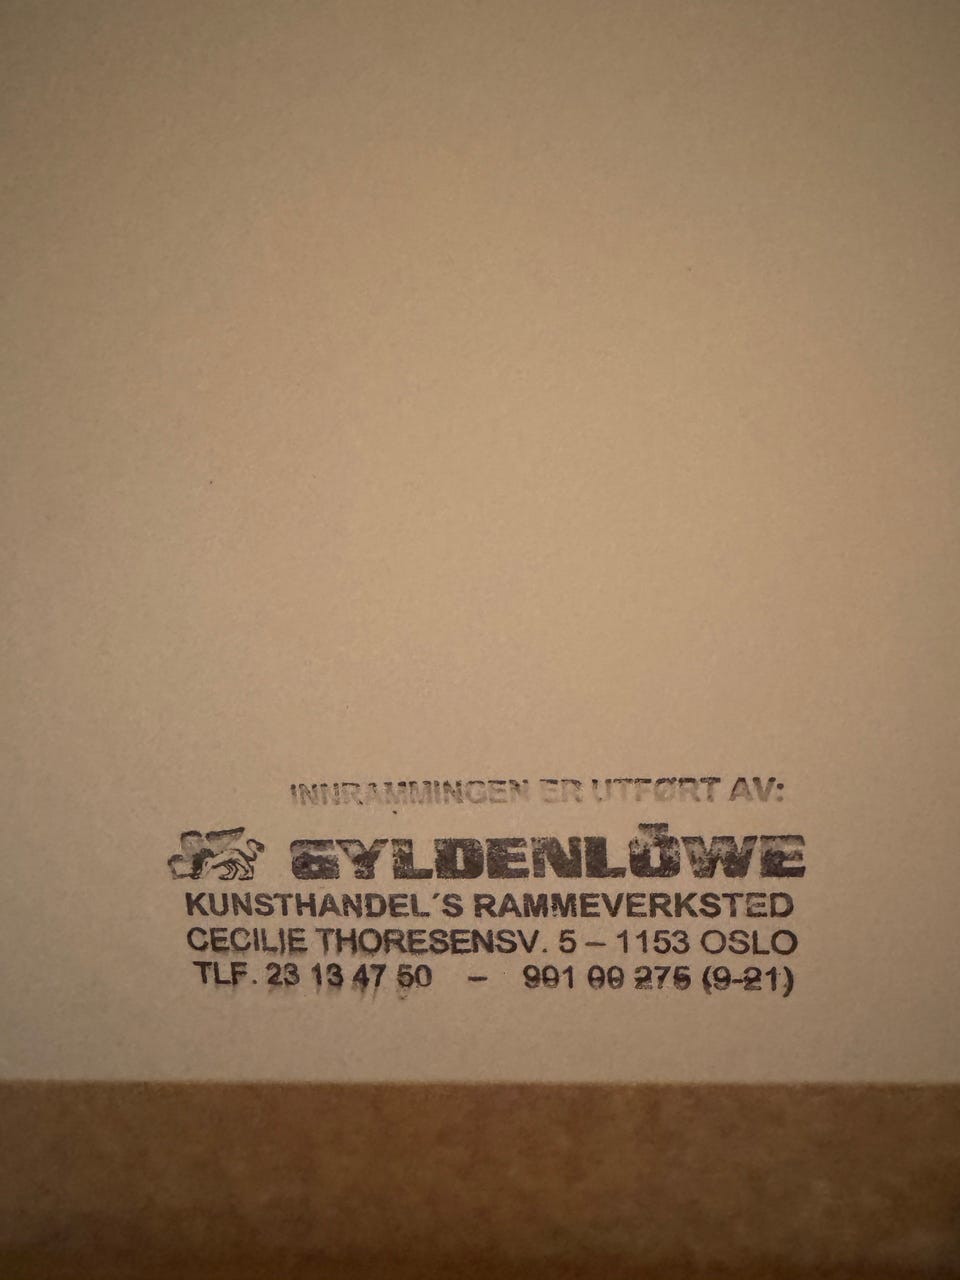 INNRAMMINGEN ER UTFØRT AV:
GYLDENLÖWE
KUNSTHANDEL´S RAMMEVERKSTED
CECILIE THORESENSV. 5 – 1153 OSLO
TLF. 23 13 47 50 – 901 00 275 (9-21)